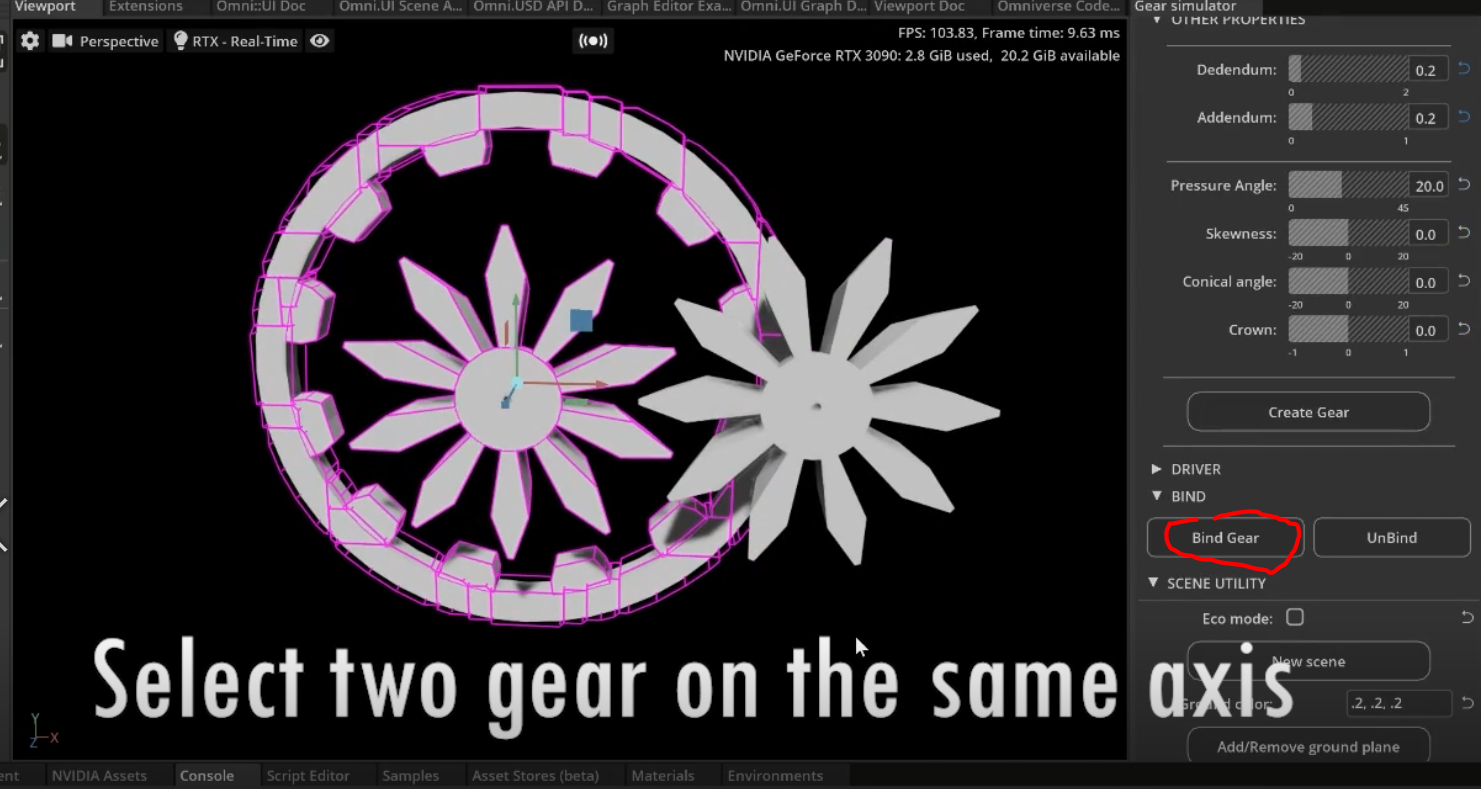 Viewport Extensions Omni::UI Doc Omni.UI Scene A... Omni.USD API D... Graph Editor Exa... Omni.UI Graph D... Viewport Doc Omniverse Code... Gear simulator
Perspective RTX - Real-Time
FPS: 103.83, Frame time: 9.63 ms
NVIDIA GeForce RTX 3090: 2.8 GiB used, 20.2 GiB available
OTHER PROPERTIES
Dedendum: 0.2
0 2
Addendum: 0.2
0 1
Pressure Angle: 20.0
0 45
Skewness: 0.0
-20 0 20
Conical angle: 0.0
-20 0 20
Crown: 0.0
-1 0 1
Create Gear
DRIVER
BIND
Bind Gear UnBind
SCENE UTILITY
Eco mode:
New scene
Ground color: .2, .2, .2
Add/Remove ground plane
Select two gear on the same axis
Y
Z X
NVIDIA Assets Console Script Editor Samples Asset Stores (beta) Materials Environments